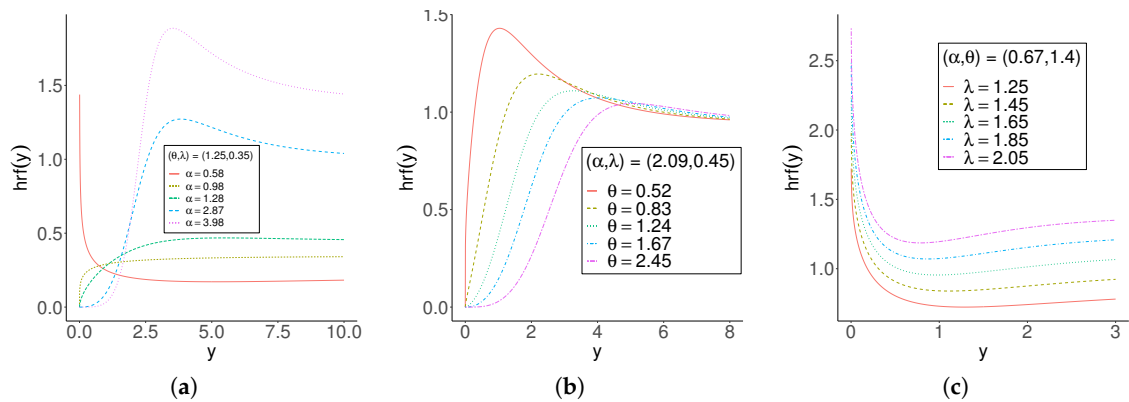 hrf(y)
1.5
1.0
0.5
0.0
(θ,λ) = (1.25,0.35)
α = 0.58
α = 0.98
α = 1.28
α = 2.87
α = 3.98
0.0 2.5 5.0 7.5 10.0
y
(a)
hrf(y)
1.5
1.0
0.5
0.0
(α,λ) = (2.09,0.45)
θ = 0.52
θ = 0.83
θ = 1.24
θ = 1.67
θ = 2.45
0 2 4 6 8
y
(b)
hrf(y)
2.5
2.0
1.5
1.0
(α,θ) = (0.67,1.4)
λ = 1.25
λ = 1.45
λ = 1.65
λ = 1.85
λ = 2.05
0 1 2 3
y
(c)